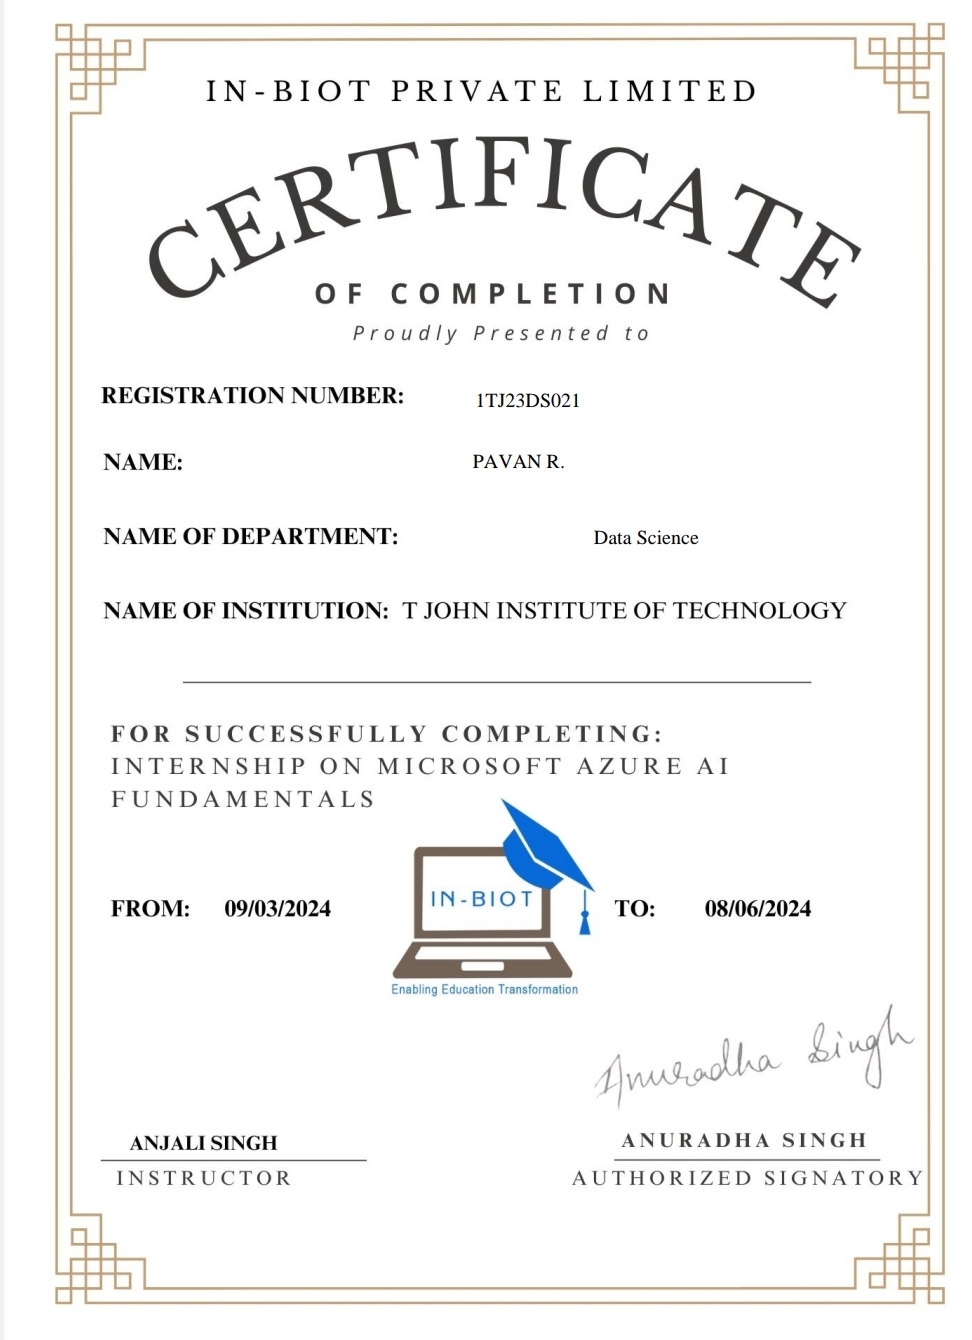 IN-BIOT PRIVATE LIMITED
CERTIFICATE
OF COMPLETION
Proudly Presented to
REGISTRATION NUMBER: 1TJ23DS021
NAME: PAVAN R.
NAME OF DEPARTMENT: Data Science
NAME OF INSTITUTION: T JOHN INSTITUTE OF TECHNOLOGY
FOR SUCCESSFULLY COMPLETING:
INTERNSHIP ON MICROSOFT AZURE AI
FUNDAMENTALS
IN-BIOT
FROM: 09/03/2024 TO: 08/06/2024
Enabling Education Transformation
Anuradha Singh
ANJALI SINGH ANURADHA SINGH
INSTRUCTOR AUTHORIZED SIGNATORY